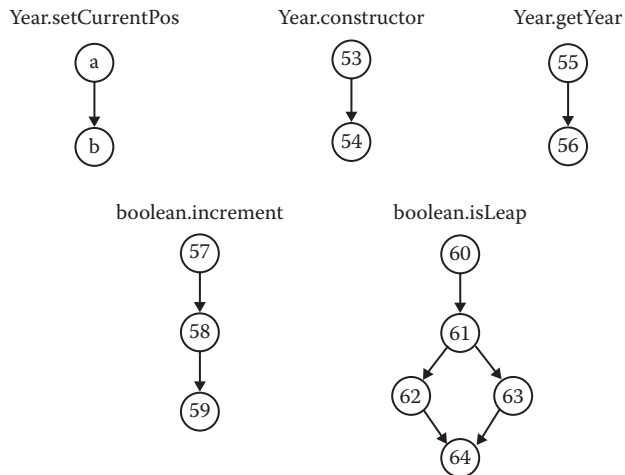 Year.setCurrentPos Year.constructor Year.getYear
a 53 55
b 54 56
boolean.increment boolean.isLeap
57 60
58 61
62 63
59
64